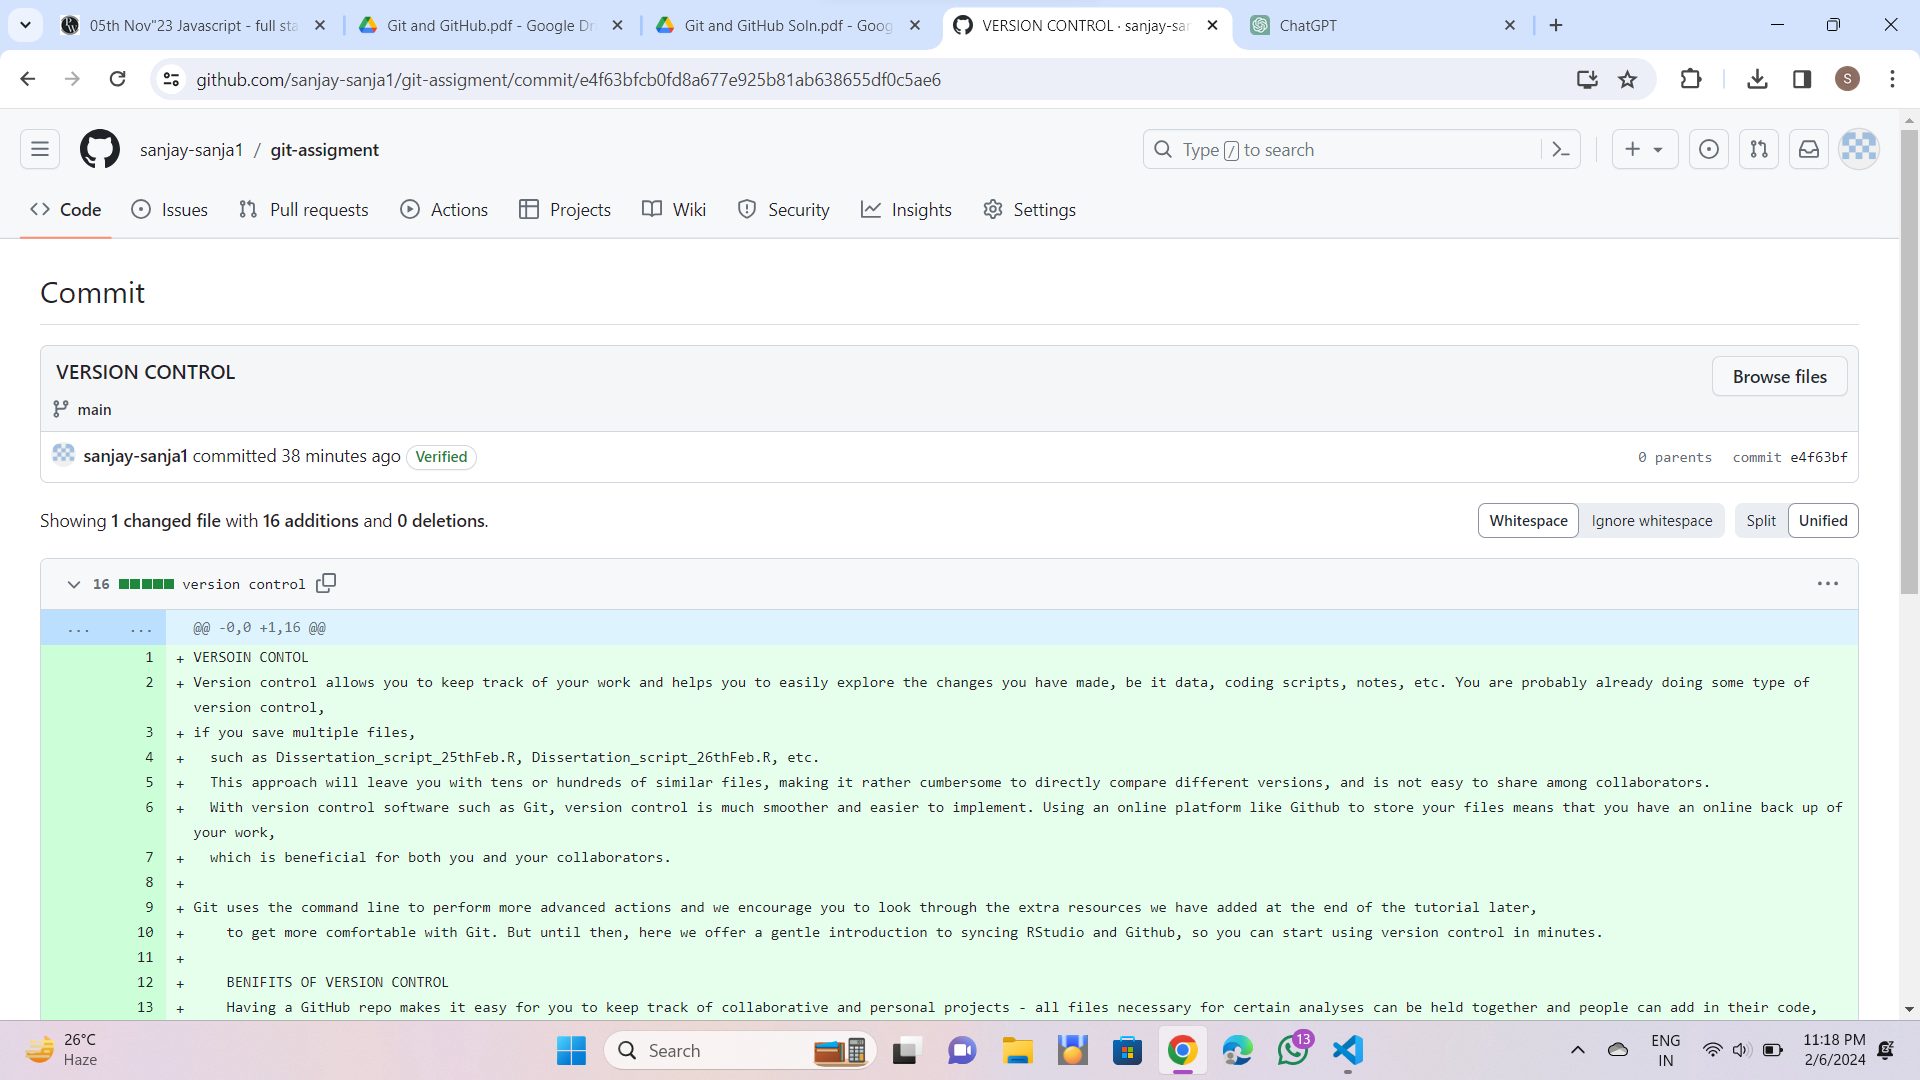 05th Nov"23 Javascript - full sta
Git and GitHub.pdf - Google Dri
Git and GitHub Soln.pdf - Goog
VERSION CONTROL · sanjay-sar
ChatGPT
github.com/sanjay-sanja1/git-assigment/commit/e4f63bfcb0fd8a677e925b81ab638655df0c5ae6
S
sanjay-sanja1 / git-assigment
Type / to search
Code
Issues
Pull requests
Actions
Projects
Wiki
Security
Insights
Settings
Commit
VERSION CONTROL
Browse files
main
sanjay-sanja1 committed 38 minutes ago Verified
0 parents commit e4f63bf
Showing 1 changed file with 16 additions and 0 deletions.
Whitespace Ignore whitespace Split Unified
16 version control
... ... @@ -0,0 +1,16 @@
1 + VERSOIN CONTOL
2 + Version control allows you to keep track of your work and helps you to easily explore the changes you have made, be it data, coding scripts, notes, etc. You are probably already doing some type of
version control,
3 + if you save multiple files,
4 + such as Dissertation_script_25thFeb.R, Dissertation_script_26thFeb.R, etc.
5 + This approach will leave you with tens or hundreds of similar files, making it rather cumbersome to directly compare different versions, and is not easy to share among collaborators.
6 + With version control software such as Git, version control is much smoother and easier to implement. Using an online platform like Github to store your files means that you have an online back up of
your work,
7 + which is beneficial for both you and your collaborators.
8 +
9 + Git uses the command line to perform more advanced actions and we encourage you to look through the extra resources we have added at the end of the tutorial later,
10 + to get more comfortable with Git. But until then, here we offer a gentle introduction to syncing RStudio and Github, so you can start using version control in minutes.
11 +
12 + BENIFITS OF VERSION CONTROL
13 + Having a GitHub repo makes it easy for you to keep track of collaborative and personal projects - all files necessary for certain analyses can be held together and people can add in their code,
26°C
Haze
Search
13
ENG
IN
11:18 PM
2/6/2024